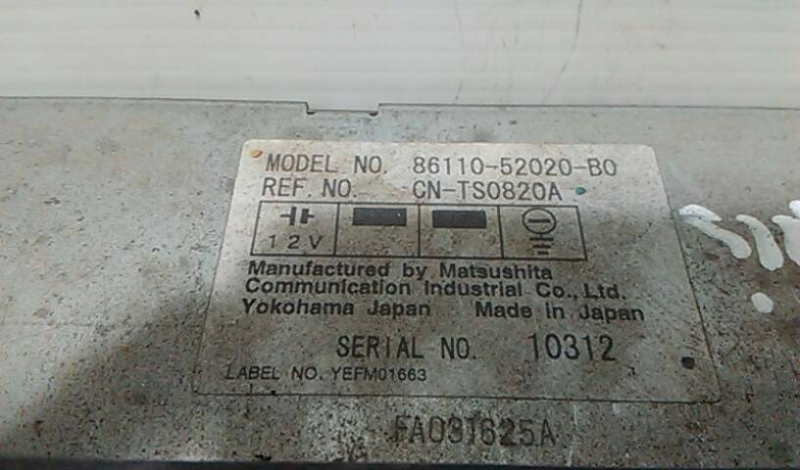 MODEL NO. 86110-52020-B0
REF. NO. CN-TS0820A
12V
Manufactured by Matsushita
Communication Industrial Co., Ltd.
Yokohama Japan Made in Japan
SERIAL NO. 10312
LABEL NO. YEFM01663
FA031625A